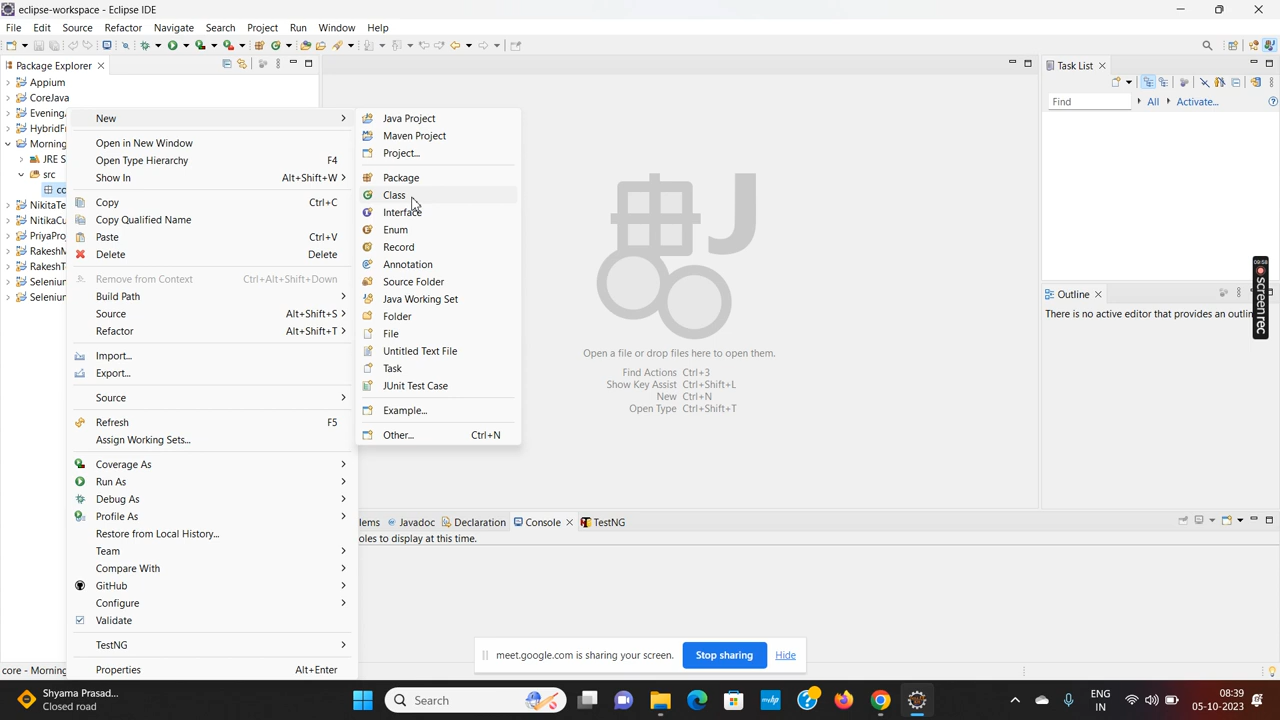 eclipse-workspace - Eclipse IDE
File Edit Source Refactor Navigate Search Project Run Window Help
Package Explorer
Task List
Appium
CoreJava
Find All Activate...
Evening
HybridFr
Morning
JRE S
src
co
NikitaTe
NitikaCu
PriyaPro
RakeshM
RakeshT
Selenium
Selenium
New
Open in New Window
Open Type Hierarchy F4
Show In Alt+Shift+W
Copy Ctrl+C
Copy Qualified Name
Paste Ctrl+V
Delete Delete
Remove from Context Ctrl+Alt+Shift+Down
Build Path
Source Alt+Shift+S
Refactor Alt+Shift+T
Import...
Export...
Source
Refresh F5
Assign Working Sets...
Coverage As
Run As
Debug As
Profile As
Restore from Local History...
Team
Compare With
GitHub
Configure
Validate
TestNG
Properties Alt+Enter
Java Project
Maven Project
Project...
Package
Class
Interface
Enum
Record
Annotation
Source Folder
Java Working Set
Folder
File
Untitled Text File
Task
JUnit Test Case
Example...
Other... Ctrl+N
Open a file or drop files here to open them.
Find Actions Ctrl+3
Show Key Assist Ctrl+Shift+L
New Ctrl+N
Open Type Ctrl+Shift+T
09:58
screenrec
Outline
There is no active editor that provides an outlin
lems Javadoc Declaration Console TestNG
oles to display at this time.
meet.google.com is sharing your screen. Stop sharing Hide
core - Morning
Shyama Prasad...
Closed road
Search
ENG
IN
08:39
05-10-2023